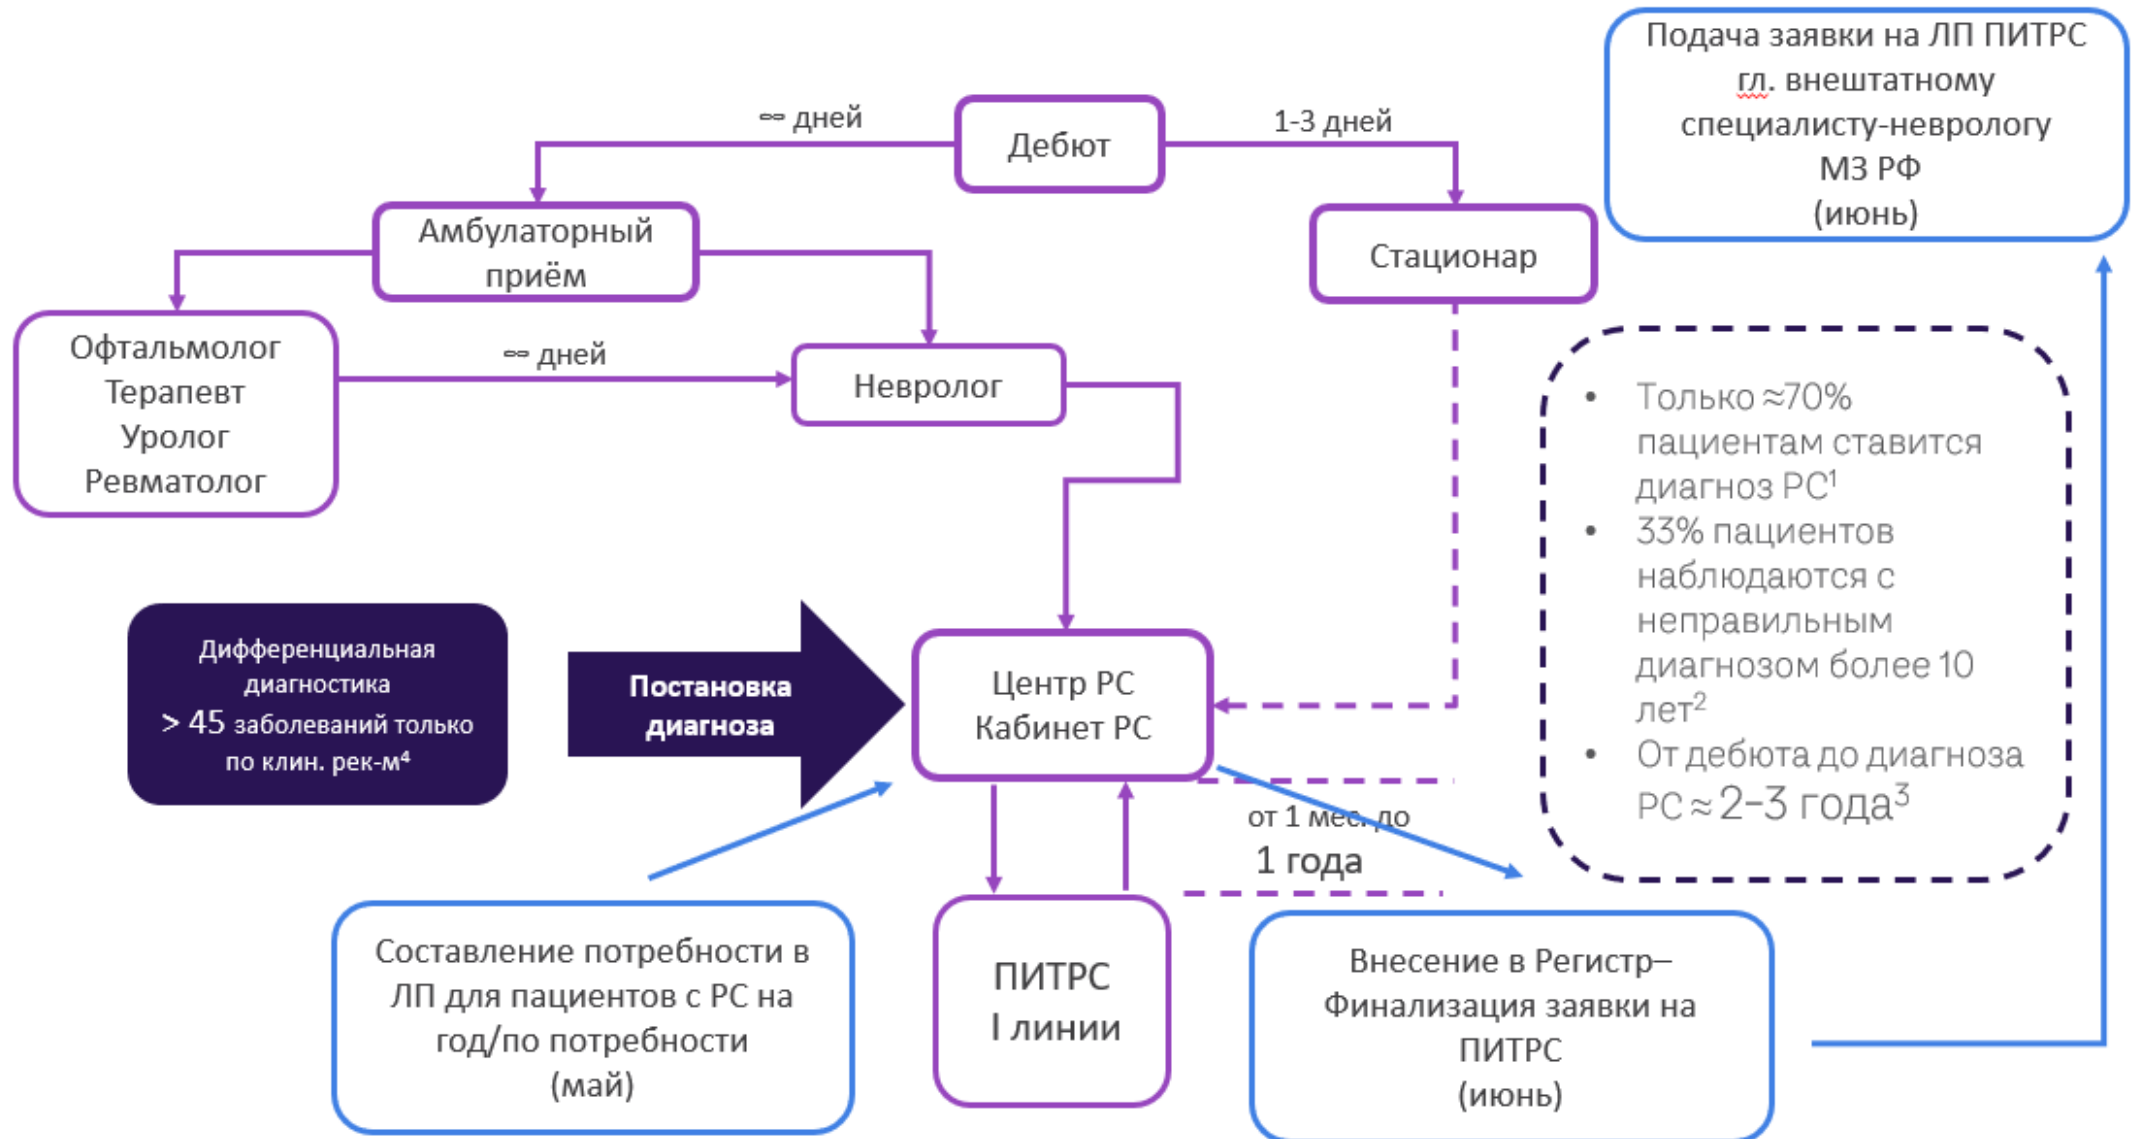 Подача заявки на ЛП ПИТРС
гл. внештатному
специалисту-неврологу
МЗ РФ
(июнь)
∞ дней
Дебют
1-3 дней
Амбулаторный
приём
Стационар
Офтальмолог
Терапевт
Уролог
Ревматолог
∞ дней
Невролог
• Только ≈70%
пациентам ставится
диагноз РС¹
• 33% пациентов
наблюдаются с
неправильным
диагнозом более 10
лет²
• От дебюта до диагноза
РС ≈ 2-3 года³
Дифференциальная
диагностика
> 45 заболеваний только
по клин. рек-м⁴
Постановка
диагноза
Центр РС
Кабинет РС
от 1 мес. до
1 года
Составление потребности в
ЛП для пациентов с РС на
год/по потребности
(май)
ПИТРС
I линии
Внесение в Регистр–
Финализация заявки на
ПИТРС
(июнь)